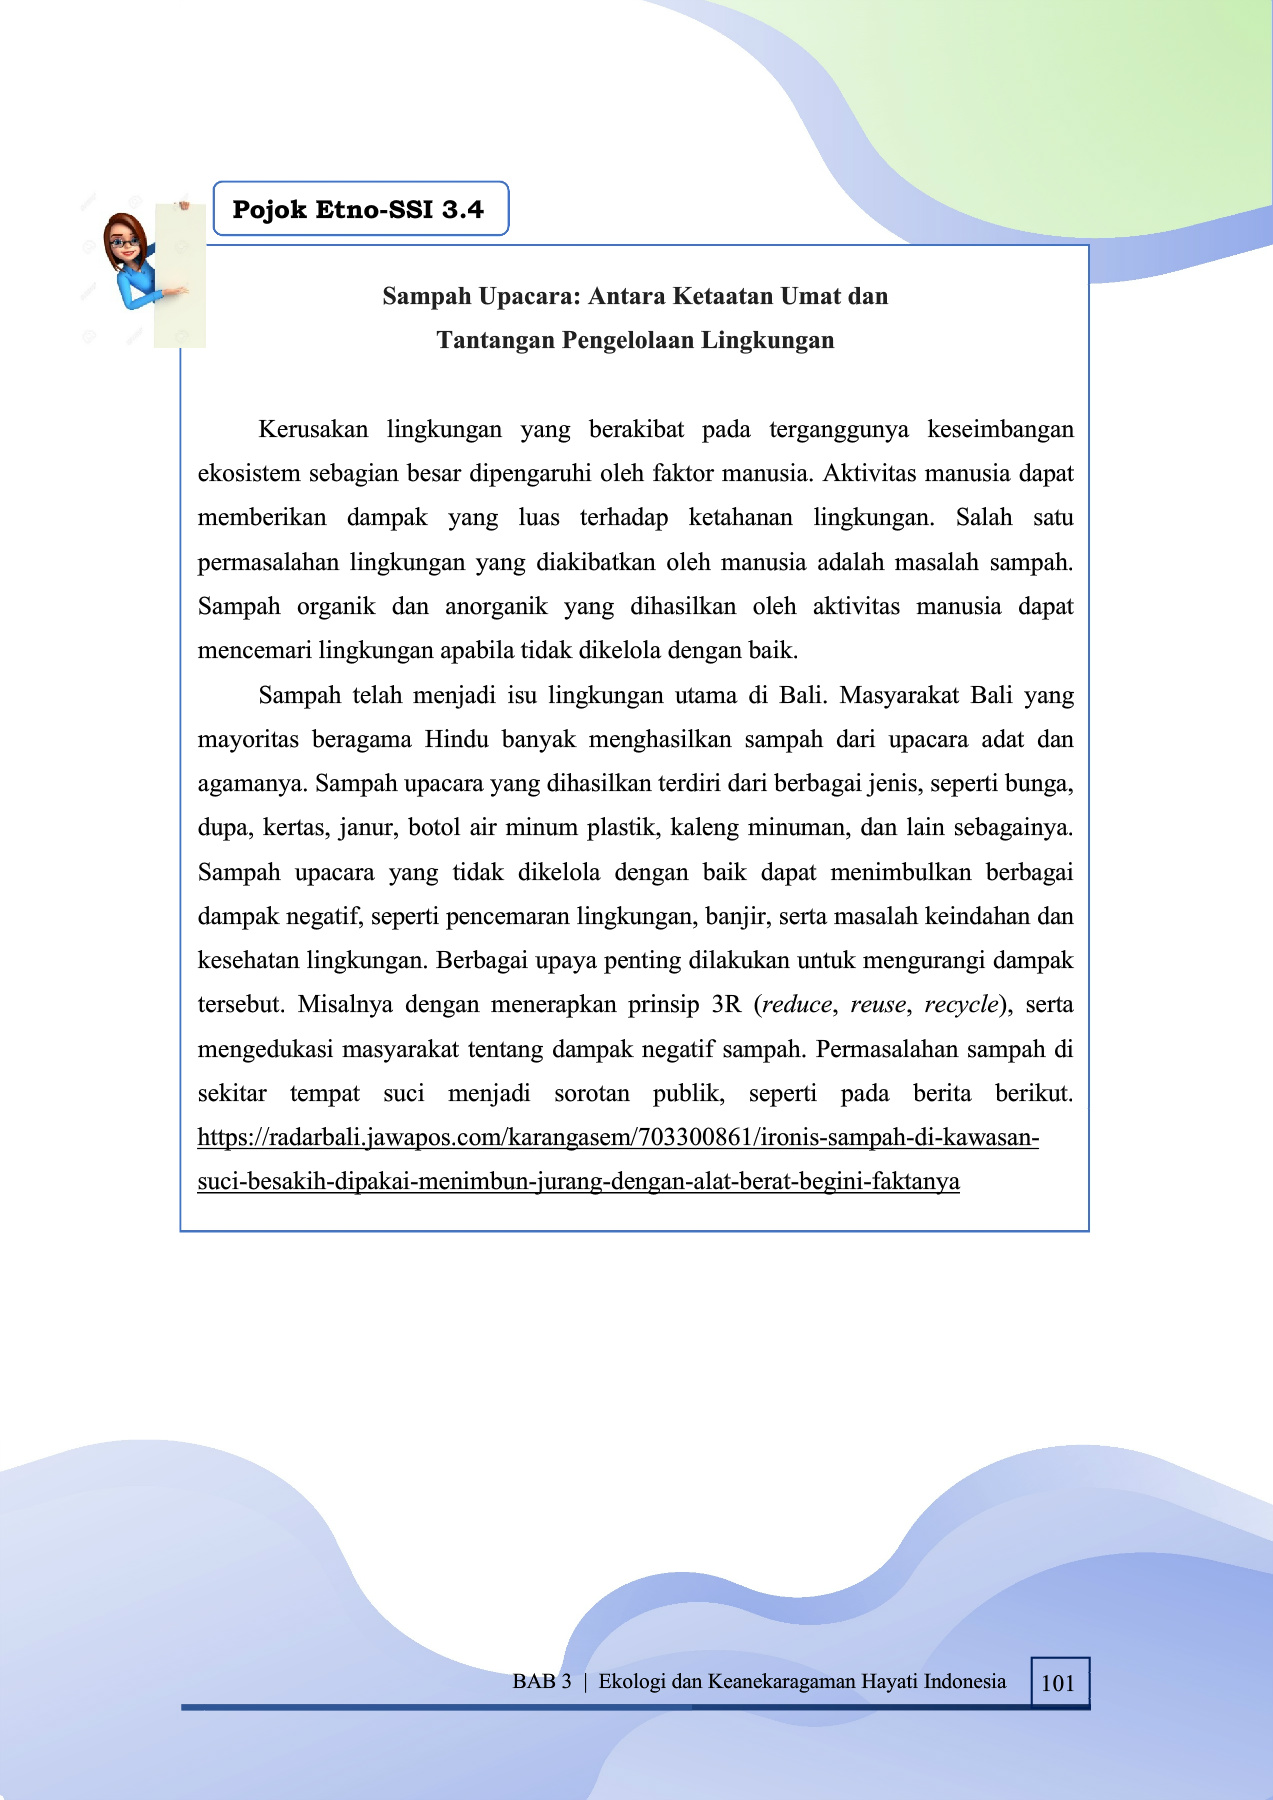 Pojok Etno-SSI 3.4
Sampah Upacara: Antara Ketaatan Umat dan
Tantangan Pengelolaan Lingkungan
Kerusakan lingkungan yang berakibat pada terganggunya keseimbangan
ekosistem sebagian besar dipengaruhi oleh faktor manusia. Aktivitas manusia dapat
memberikan dampak yang luas terhadap ketahanan lingkungan. Salah satu
permasalahan lingkungan yang diakibatkan oleh manusia adalah masalah sampah.
Sampah organik dan anorganik yang dihasilkan oleh aktivitas manusia dapat
mencemari lingkungan apabila tidak dikelola dengan baik.
Sampah telah menjadi isu lingkungan utama di Bali. Masyarakat Bali yang
mayoritas beragama Hindu banyak menghasilkan sampah dari upacara adat dan
agamanya. Sampah upacara yang dihasilkan terdiri dari berbagai jenis, seperti bunga,
dupa, kertas, janur, botol air minum plastik, kaleng minuman, dan lain sebagainya.
Sampah upacara yang tidak dikelola dengan baik dapat menimbulkan berbagai
dampak negatif, seperti pencemaran lingkungan, banjir, serta masalah keindahan dan
kesehatan lingkungan. Berbagai upaya penting dilakukan untuk mengurangi dampak
tersebut. Misalnya dengan menerapkan prinsip 3R (reduce, reuse, recycle), serta
mengedukasi masyarakat tentang dampak negatif sampah. Permasalahan sampah di
sekitar tempat suci menjadi sorotan publik, seperti pada berita berikut.
https://radarbali.jawapos.com/karangasem/703300861/ironis-sampah-di-kawasan-
suci-besakih-dipakai-menimbun-jurang-dengan-alat-berat-begini-faktanya
BAB 3 | Ekologi dan Keanekaragaman Hayati Indonesia
101